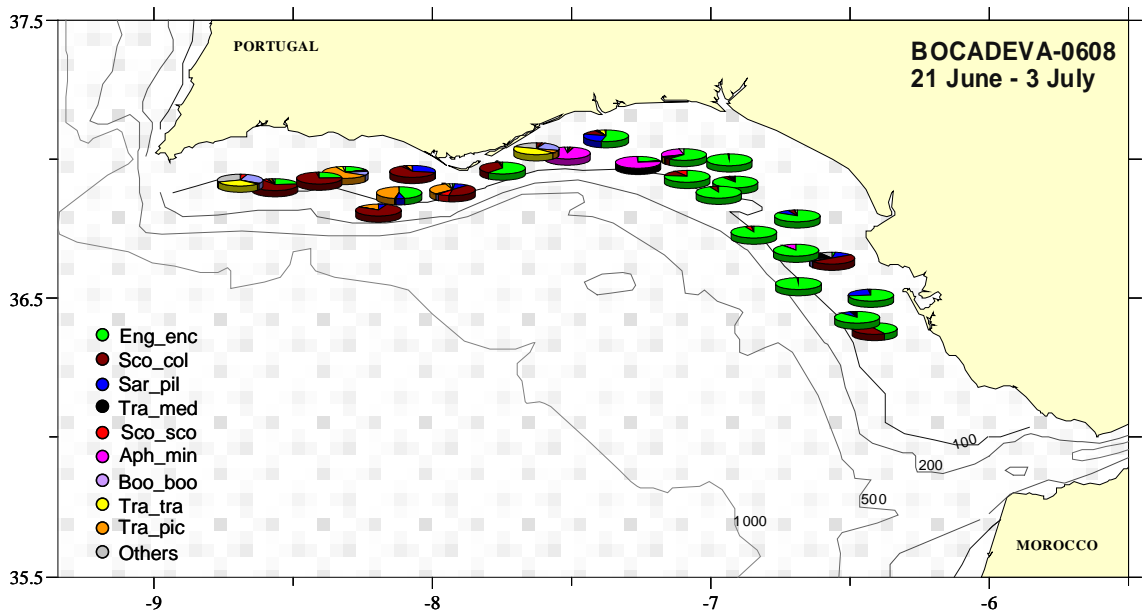 37.5
PORTUGAL
BOCADEVA-0608
21 June - 3 July
36.5
Eng_enc
Sco_col
Sar_pil
Tra_med
Sco_sco
Aph_min
Boo_boo
Tra_tra
Tra_pic
Others
100
200
500
1000
MOROCCO
35.5
-9
-8
-7
-6